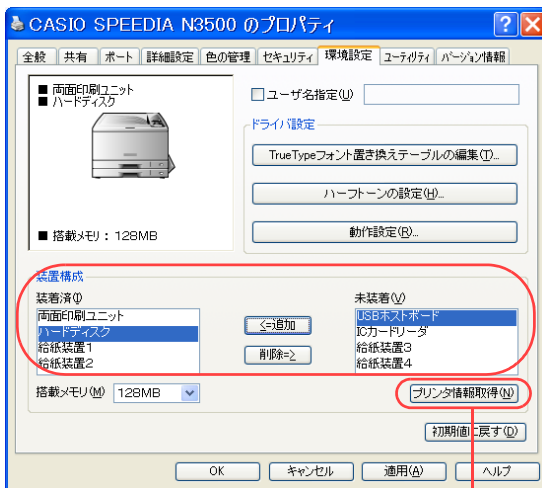 CASIO SPEEDIA N3500 のプロパティ
全般 共有 ポート 詳細設定 色の管理 セキュリティ 環境設定 ユーティリティ バージョン情報
■ 両面印刷ユニット
■ ハードディスク
■ 搭載メモリ : 128MB
ユーザ名指定(U)
ドライバ設定
TrueTypeフォント置き換えテーブルの編集(T)...
ハーフトーンの設定(H)...
動作設定(R)...
装置構成
装着済(I)
両面印刷ユニット
ハードディスク
給紙装置1
給紙装置2
<=追加
削除=>
未装着(V)
USBホストボード
ICカードリーダ
給紙装置3
給紙装置4
搭載メモリ(M) 128MB
プリンタ情報取得(N)
初期値に戻す(D)
OK キャンセル 適用(A) ヘルプ